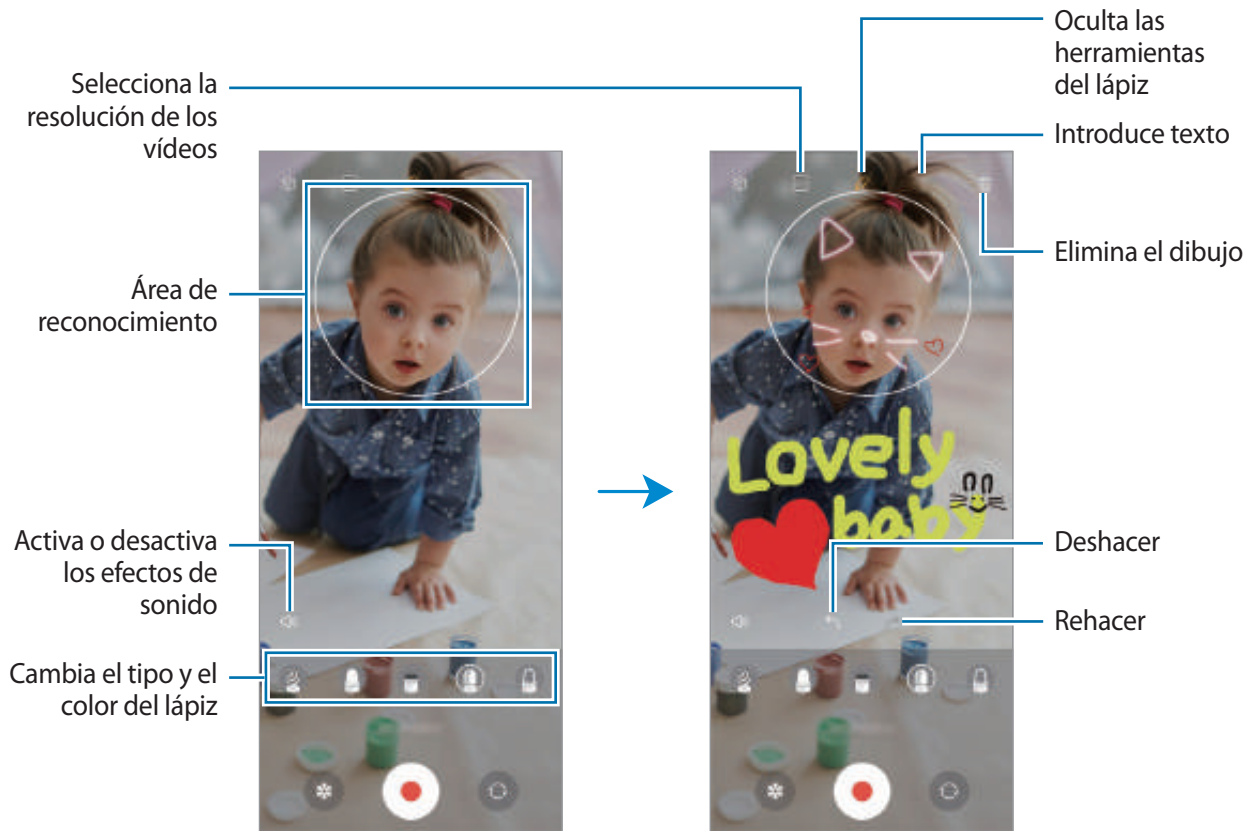 Oculta las
herramientas
del lápiz
Selecciona la
resolución de los
vídeos
Introduce texto
Elimina el dibujo
Área de
reconocimiento
Lovely
baby
Activa o desactiva
los efectos de
sonido
Deshacer
Rehacer
Cambia el tipo y el
color del lápiz